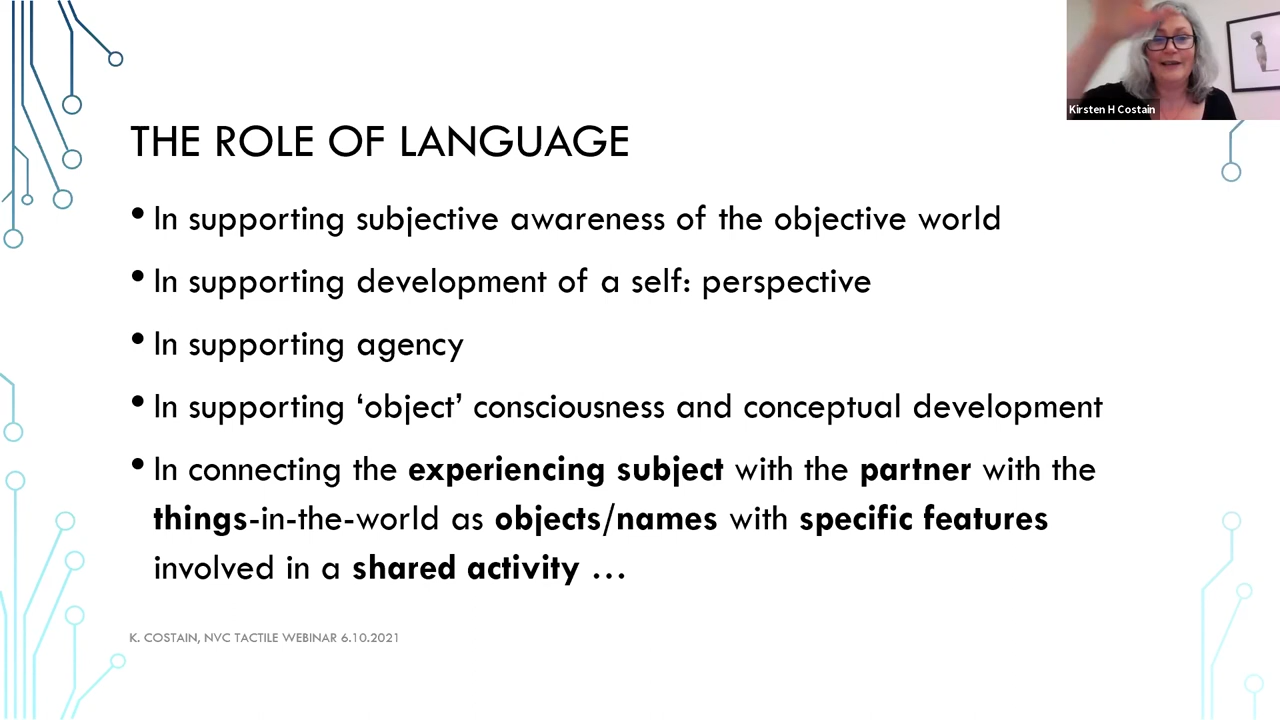 Kirsten H Costain
THE ROLE OF LANGUAGE
• In supporting subjective awareness of the objective world
• In supporting development of a self: perspective
• In supporting agency
• In supporting ‘object’ consciousness and conceptual development
• In connecting the experiencing subject with the partner with the
things-in-the-world as objects/names with specific features
involved in a shared activity …
K. COSTAIN, NVC TACTILE WEBINAR 6.10.2021